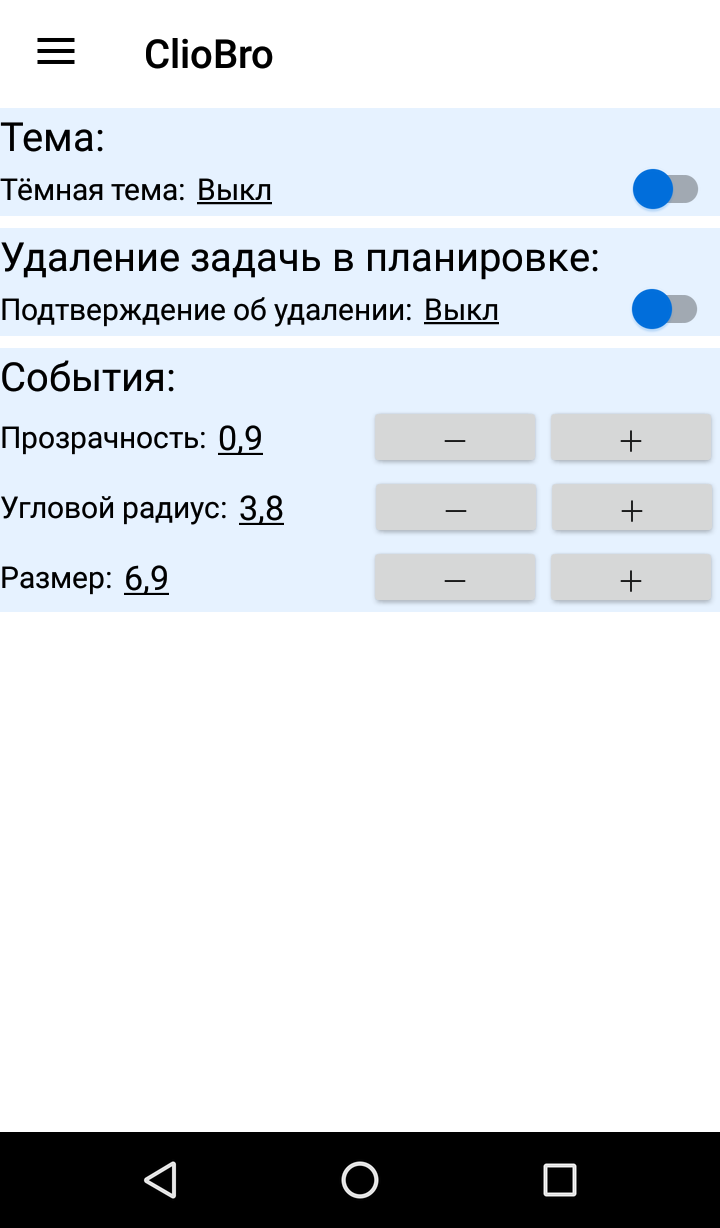 ClioBro
Тема:
Тёмная тема: Выкл
Удаление задачь в планировке:
Подтверждение об удалении: Выкл
События:
Прозрачность: 0,9 − +
Угловой радиус: 3,8 − +
Размер: 6,9 − +